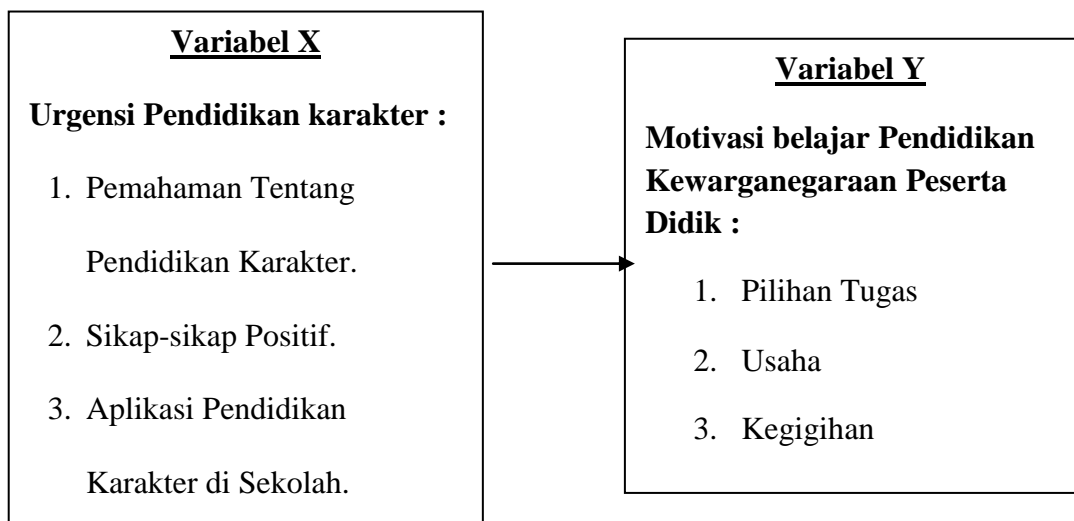 Variabel X
Urgensi Pendidikan karakter :
1. Pemahaman Tentang
Pendidikan Karakter.
2. Sikap-sikap Positif.
3. Aplikasi Pendidikan
Karakter di Sekolah.
Variabel Y
Motivasi belajar Pendidikan
Kewarganegaraan Peserta
Didik :
1. Pilihan Tugas
2. Usaha
3. Kegigihan